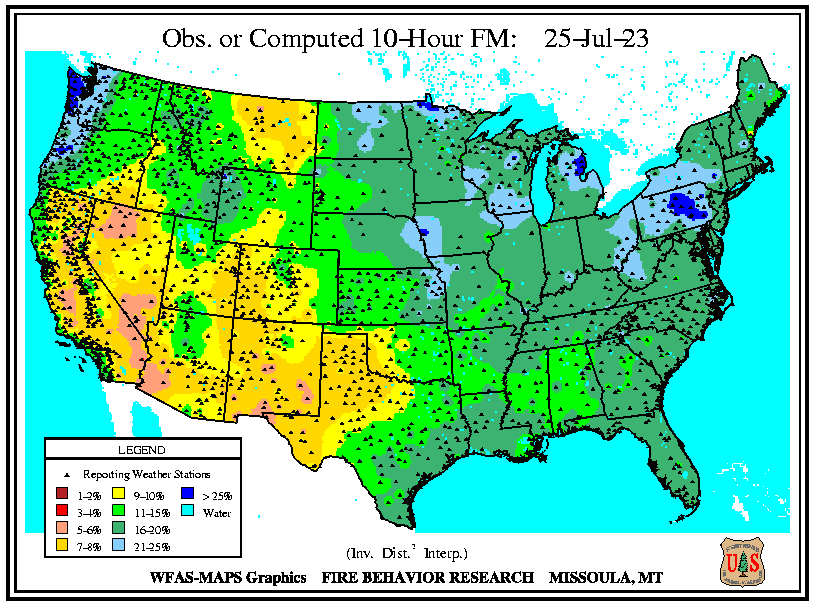 Obs. or Computed 10-Hour FM: 25-Jul-23
LEGEND
Reporting Weather Stations
1-2% 9-10% > 25%
3-4% 11-15% Water
5-6% 16-20%
7-8% 21-25%
(Inv. Dist.² Interp.)
WFAS-MAPS Graphics FIRE BEHAVIOR RESEARCH MISSOULA, MT
U S